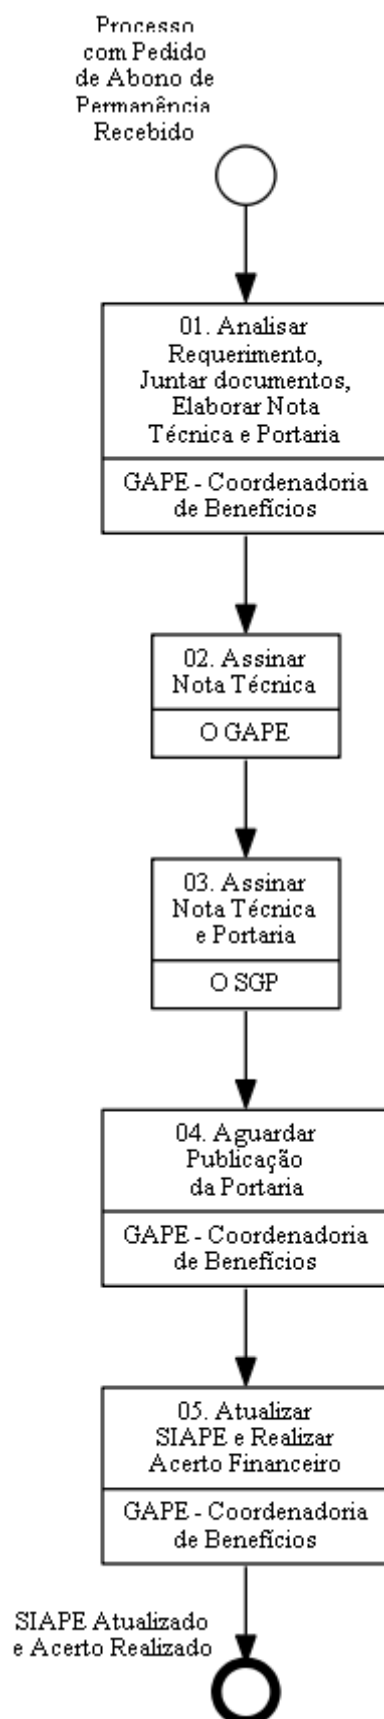 Processo
com Pedido
de Abono de
Permanência
Recebido
01. Analisar
Requerimento,
Juntar documentos,
Elaborar Nota
Técnica e Portaria
GAPE - Coordenadoria
de Benefícios
02. Assinar
Nota Técnica
O GAPE
03. Assinar
Nota Técnica
e Portaria
O SGP
04. Aguardar
Publicação
da Portaria
GAPE - Coordenadoria
de Benefícios
05. Atualizar
SIAPE e Realizar
Acerto Financeiro
GAPE - Coordenadoria
de Benefícios
SIAPE Atualizado
e Acerto Realizado